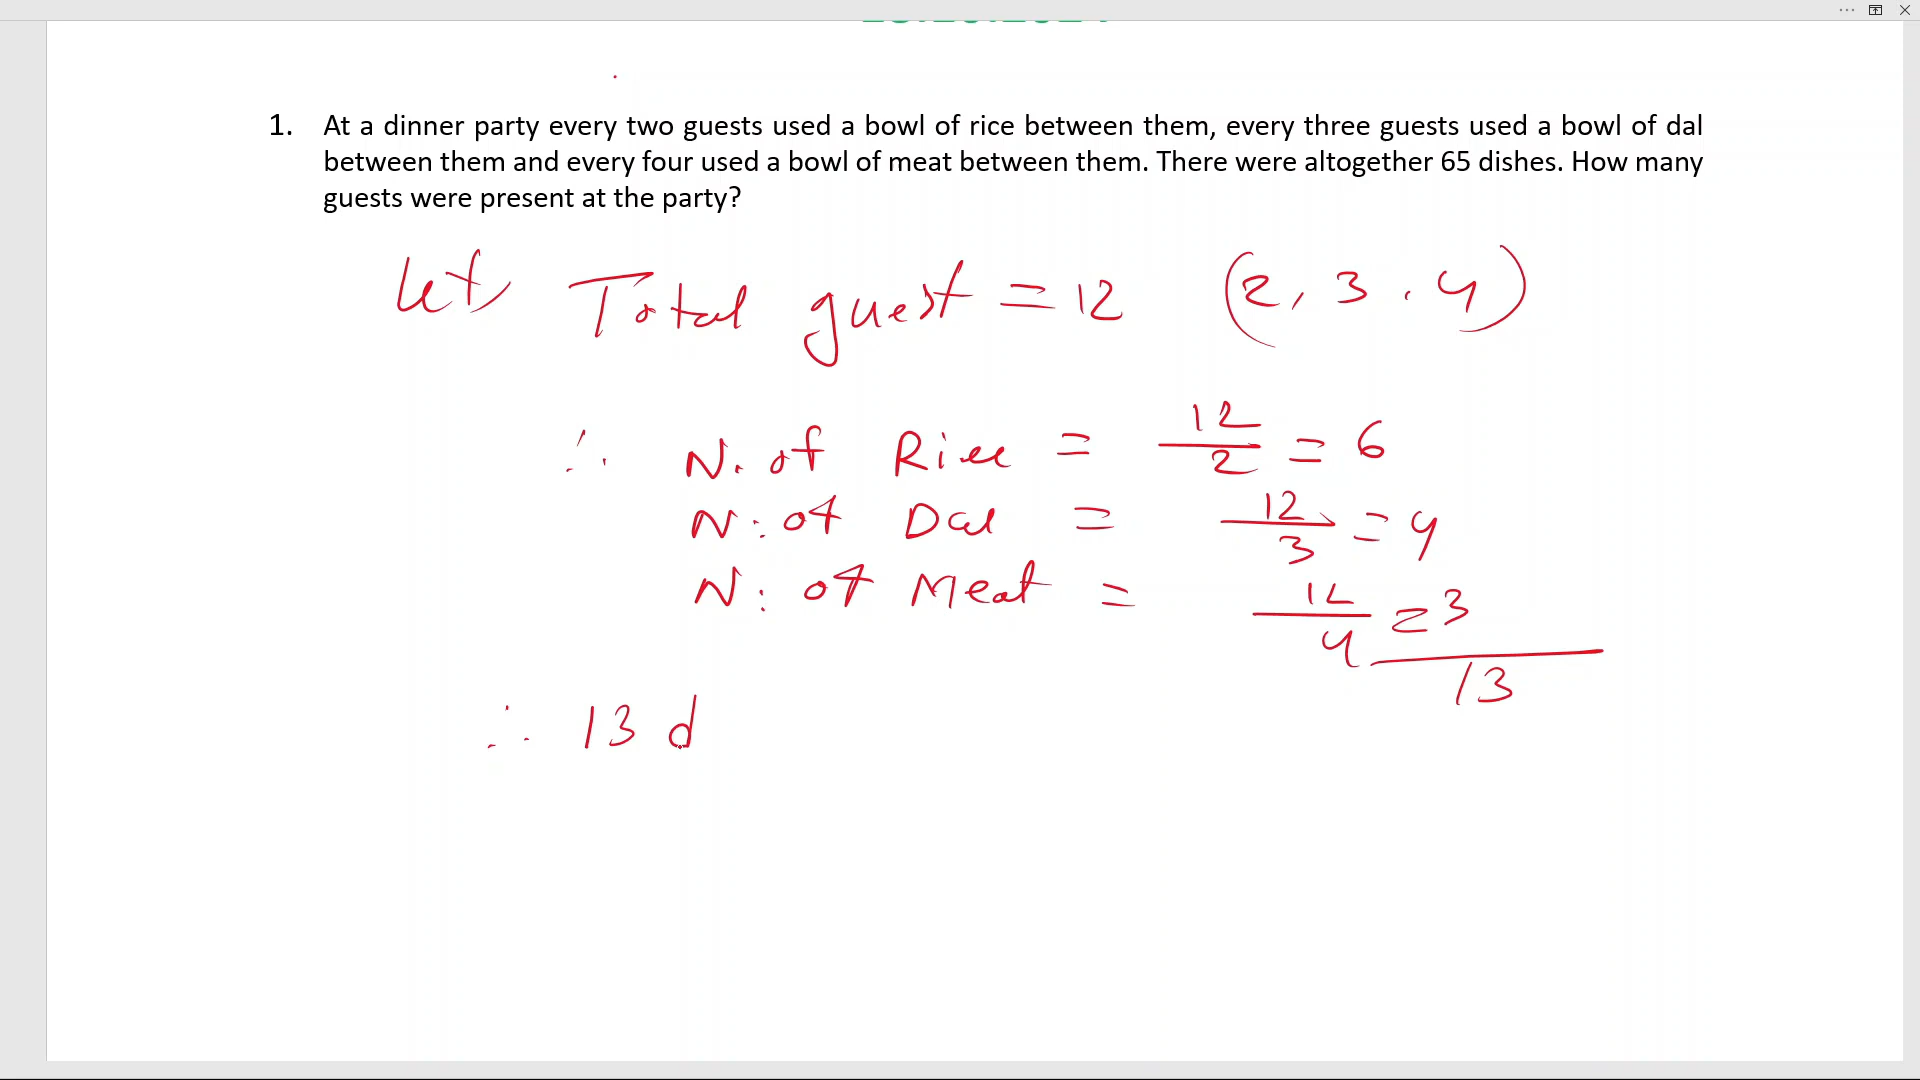 1. At a dinner party every two guests used a bowl of rice between them, every three guests used a bowl of dal
between them and every four used a bowl of meat between them. There were altogether 65 dishes. How many
guests were present at the party?
Let Total guest = 12 (2, 3, 4)
∴ N. of Rice = 12/2 = 6
N: of Dal = 12/3 = 4
N: of Meat = 12/4 = 3
13
∴ 13 d